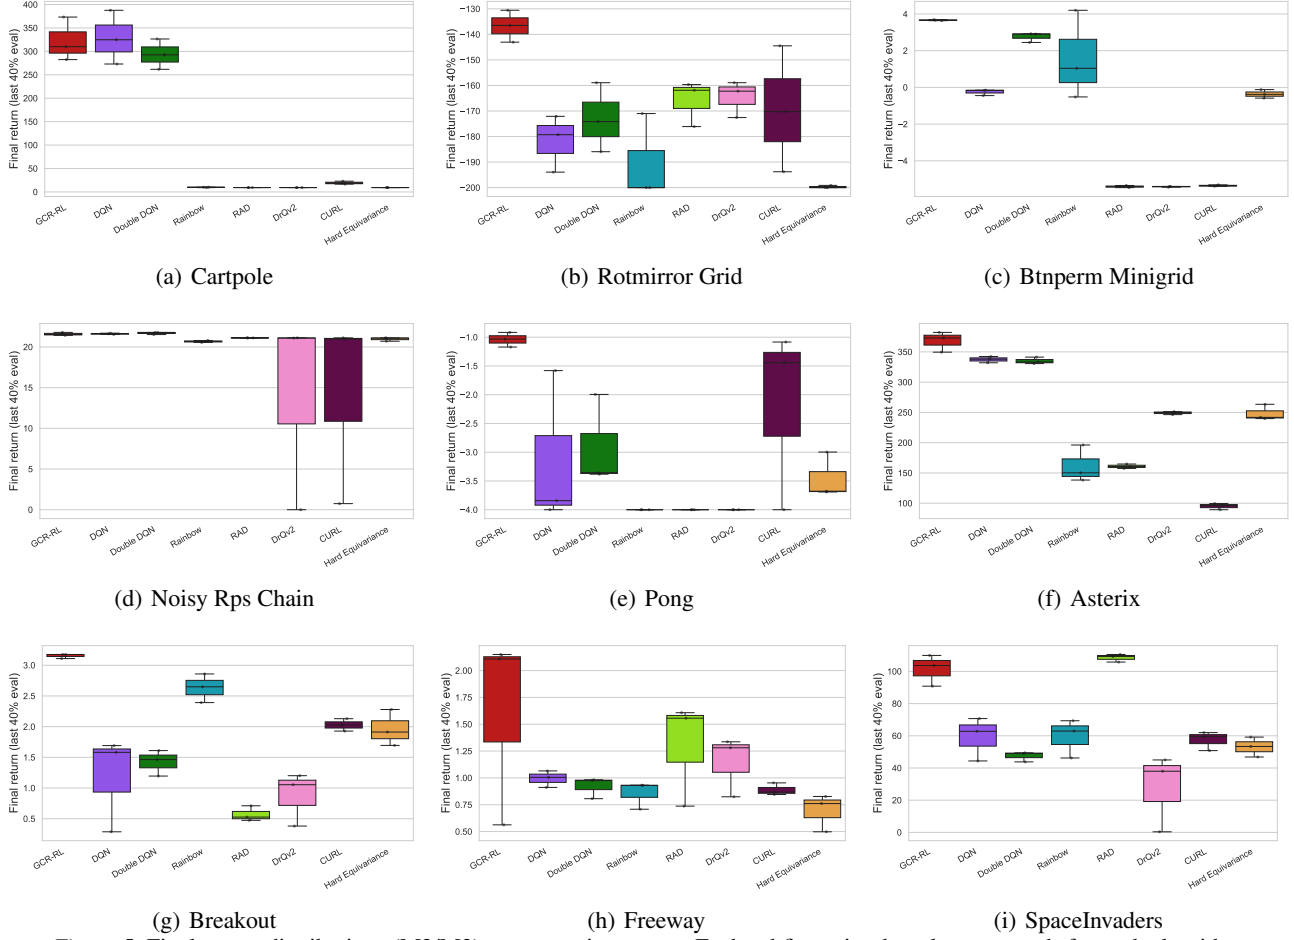 Final return (last 40% eval)
400
350
300
250
200
150
100
50
0
GCR-RL
DQN
Double DQN
Rainbow
RAD
DrQv2
CURL
Hard Equivariance
(a) Cartpole
Final return (last 40% eval)
−130
−140
−150
−160
−170
−180
−190
−200
GCR-RL
DQN
Double DQN
Rainbow
RAD
DrQv2
CURL
Hard Equivariance
(b) Rotmirror Grid
Final return (last 40% eval)
4
2
0
−2
−4
GCR-RL
DQN
Double DQN
Rainbow
RAD
DrQv2
CURL
Hard Equivariance
(c) Btnperm Minigrid
Final return (last 40% eval)
20
15
10
5
0
GCR-RL
DQN
Double DQN
Rainbow
RAD
DrQv2
CURL
Hard Equivariance
(d) Noisy Rps Chain
Final return (last 40% eval)
−1.0
−1.5
−2.0
−2.5
−3.0
−3.5
−4.0
GCR-RL
DQN
Double DQN
Rainbow
RAD
DrQv2
CURL
Hard Equivariance
(e) Pong
Final return (last 40% eval)
350
300
250
200
150
100
GCR-RL
DQN
Double DQN
Rainbow
RAD
DrQv2
CURL
Hard Equivariance
(f) Asterix
Final return (last 40% eval)
3.0
2.5
2.0
1.5
1.0
0.5
GCR-RL
DQN
Double DQN
Rainbow
RAD
DrQv2
CURL
Hard Equivariance
(g) Breakout
Final return (last 40% eval)
2.00
1.75
1.50
1.25
1.00
0.75
0.50
GCR-RL
DQN
Double DQN
Rainbow
RAD
DrQv2
CURL
Hard Equivariance
(h) Freeway
Final return (last 40% eval)
100
80
60
40
20
0
GCR-RL
DQN
Double DQN
Rainbow
RAD
DrQv2
CURL
Hard Equivariance
(i) SpaceInvaders